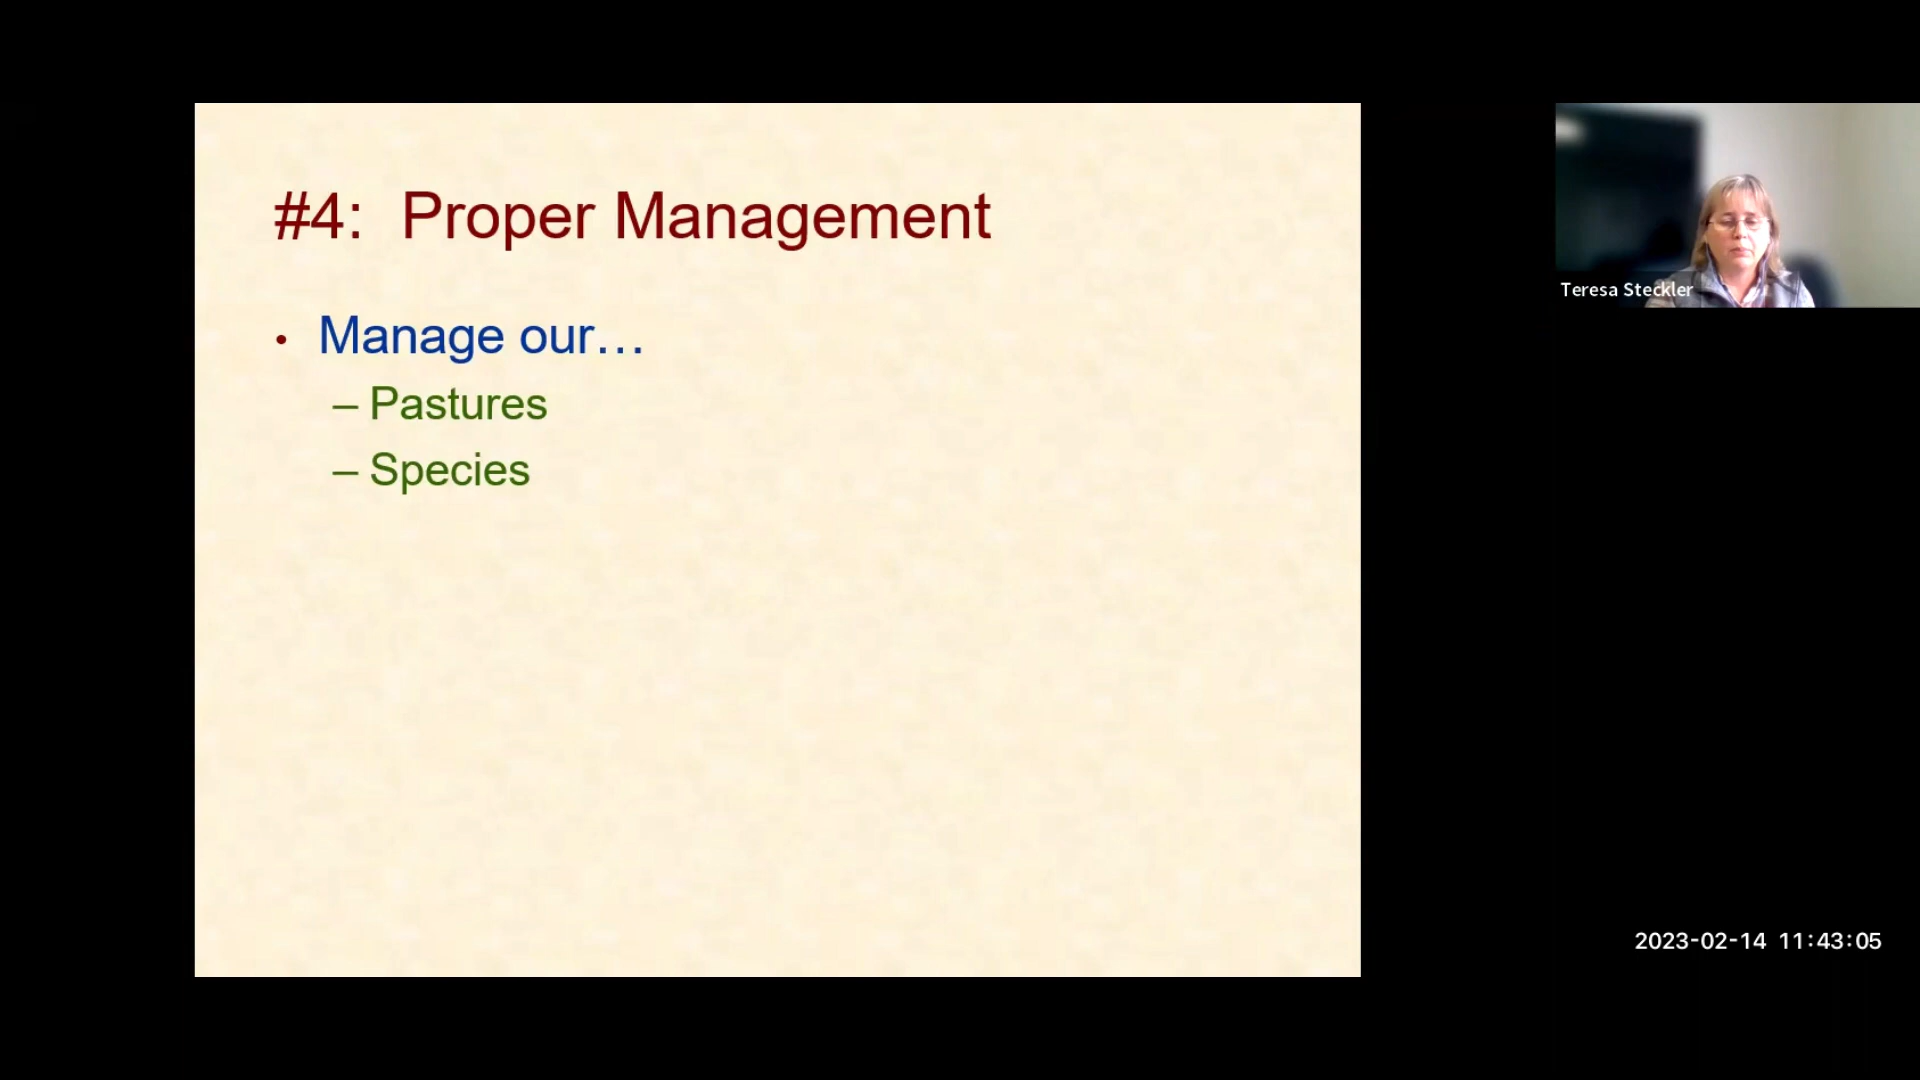 #4: Proper Management
• Manage our…
– Pastures
– Species
Teresa Steckler
2023-02-14 11:43:05